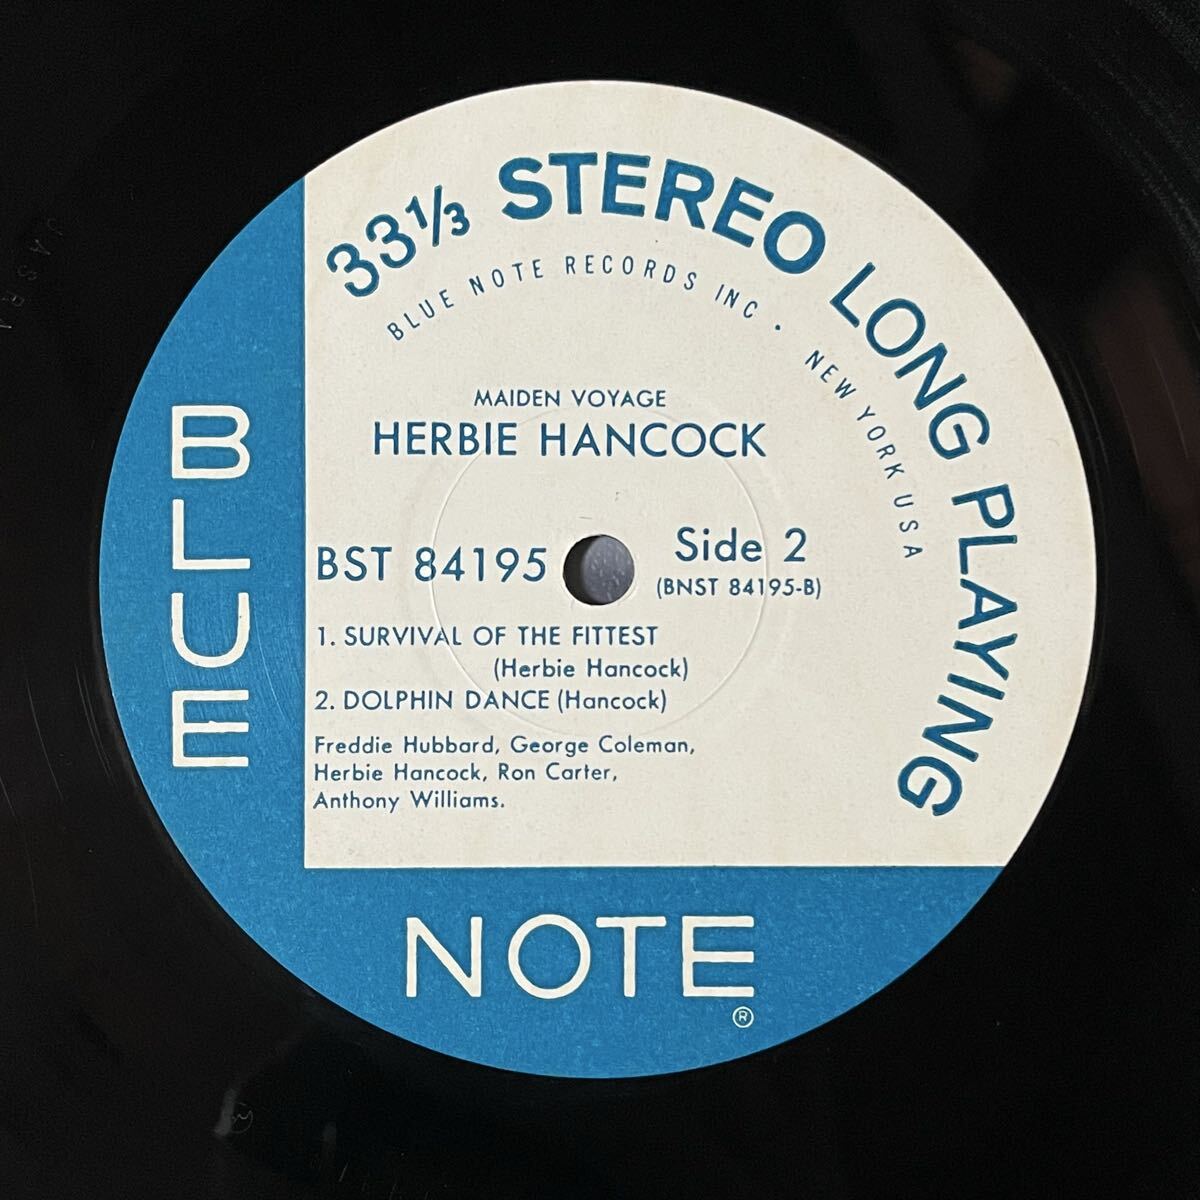 33⅓ STEREO LONG PLAYING
BLUE NOTE RECORDS INC. NEW YORK USA
MAIDEN VOYAGE
HERBIE HANCOCK
BST 84195
Side 2
(BNST 84195-B)
1. SURVIVAL OF THE FITTEST
(Herbie Hancock)
2. DOLPHIN DANCE (Hancock)
Freddie Hubbard, George Coleman,
Herbie Hancock, Ron Carter,
Anthony Williams.
BLUE
NOTE
®